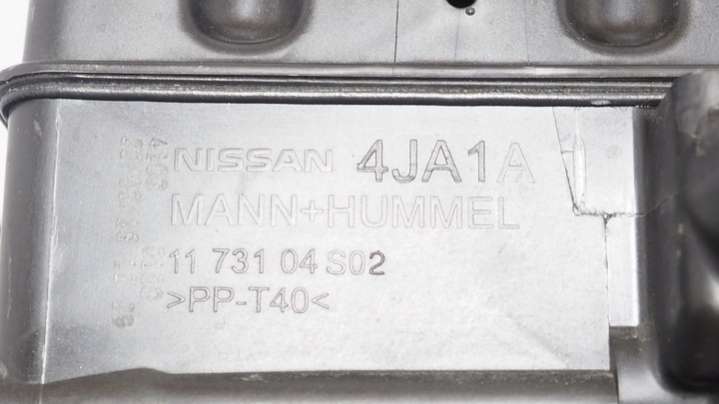 NISSAN 4JA1A
MANN+HUMMEL
11 731 04 S02
>PP-T40<